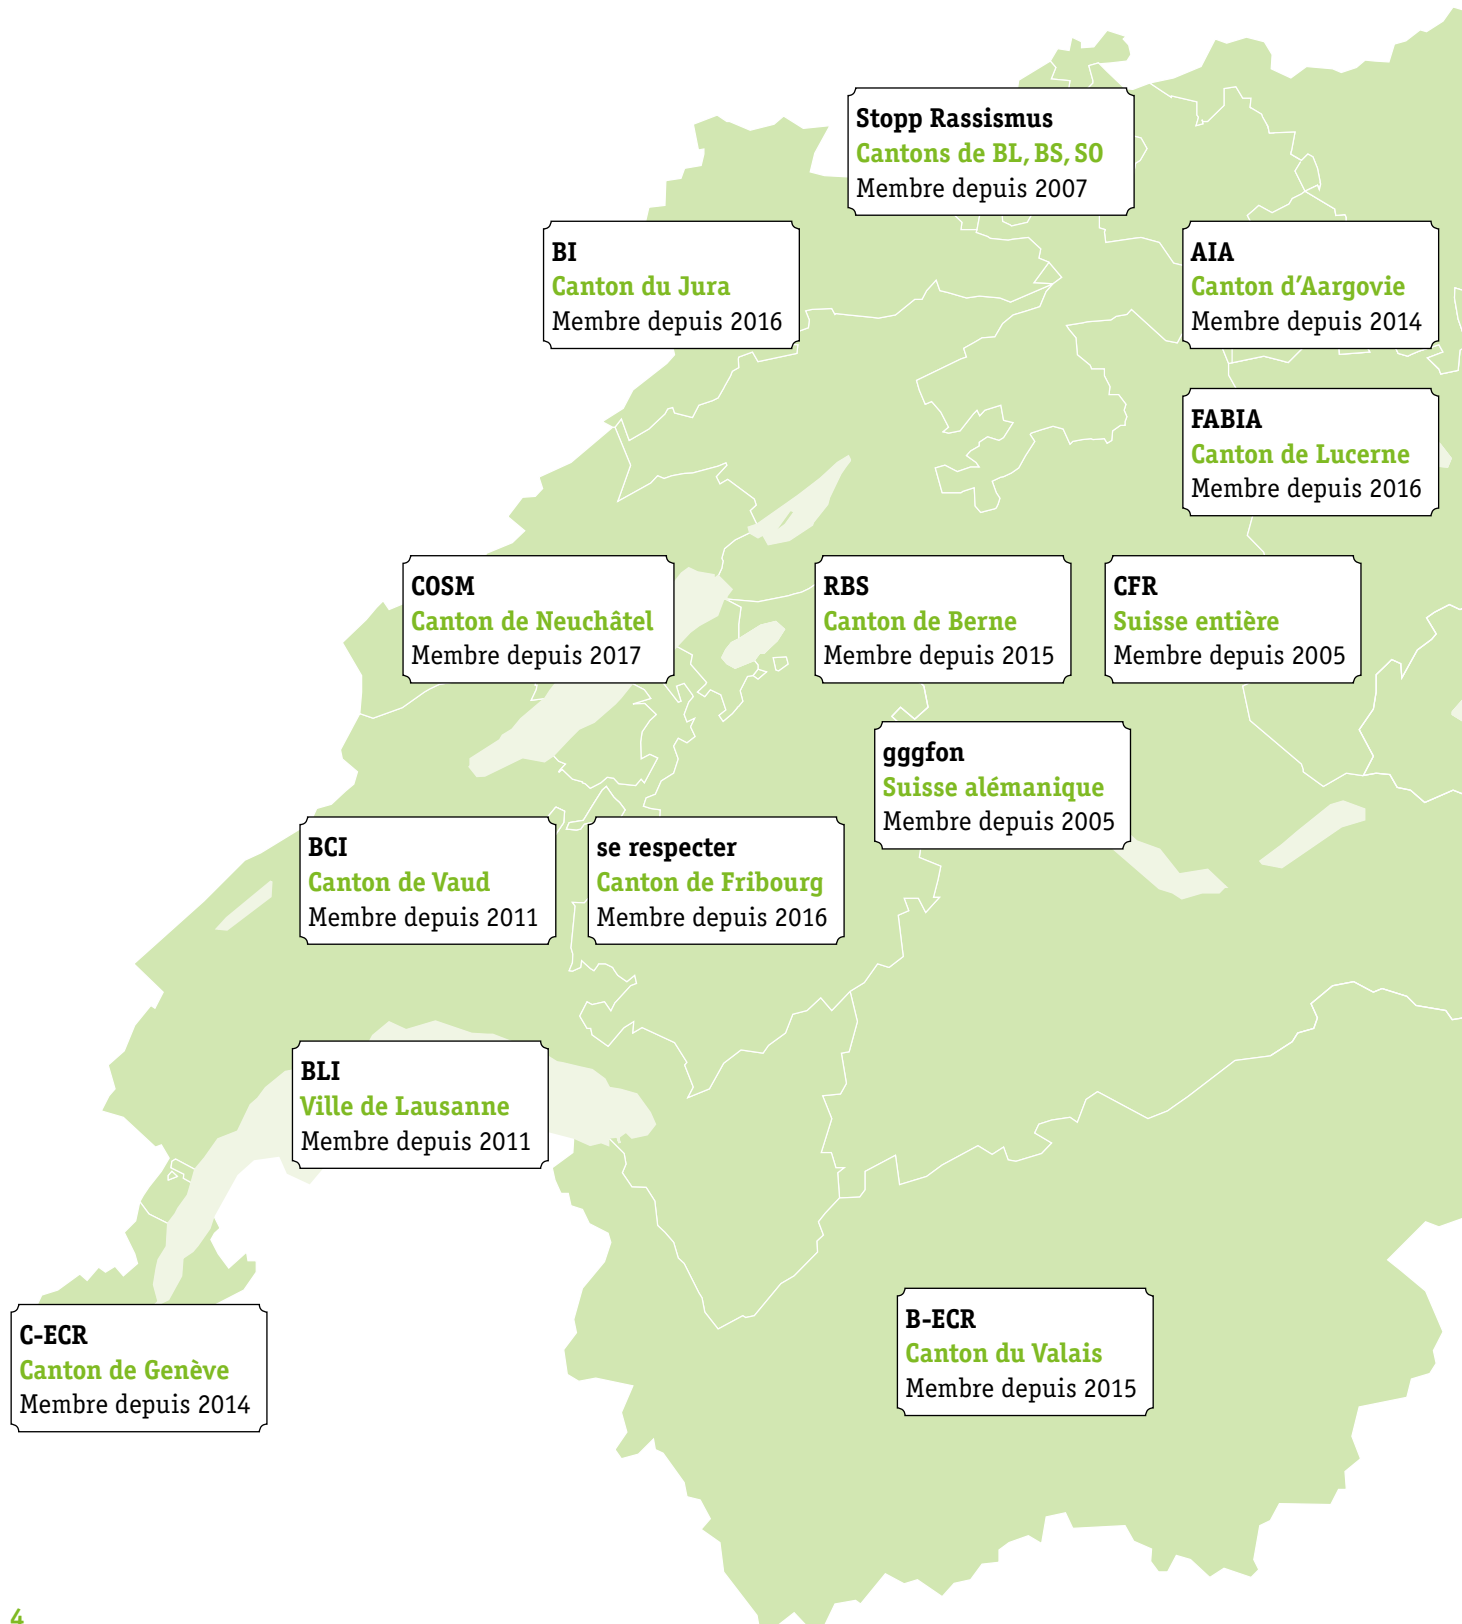 Stopp Rassismus
Cantons de BL, BS, SO
Membre depuis 2007
BI
Canton du Jura
Membre depuis 2016
AIA
Canton d'Aargovie
Membre depuis 2014
FABIA
Canton de Lucerne
Membre depuis 2016
COSM
Canton de Neuchâtel
Membre depuis 2017
RBS
Canton de Berne
Membre depuis 2015
CFR
Suisse entière
Membre depuis 2005
gggfon
Suisse alémanique
Membre depuis 2005
BCI
Canton de Vaud
Membre depuis 2011
se respecter
Canton de Fribourg
Membre depuis 2016
BLI
Ville de Lausanne
Membre depuis 2011
C-ECR
Canton de Genève
Membre depuis 2014
B-ECR
Canton du Valais
Membre depuis 2015
4